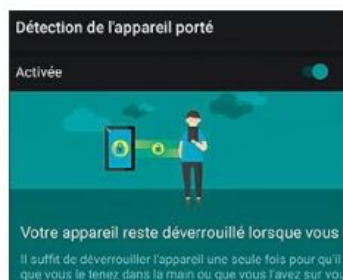 Détection de l'appareil porté
Activée
Votre appareil reste déverrouillé lorsque vous
Il suffit de déverrouiller l'appareil une seule fois pour qu'il
que vous le tenez dans la main ou que vous l'avez sur